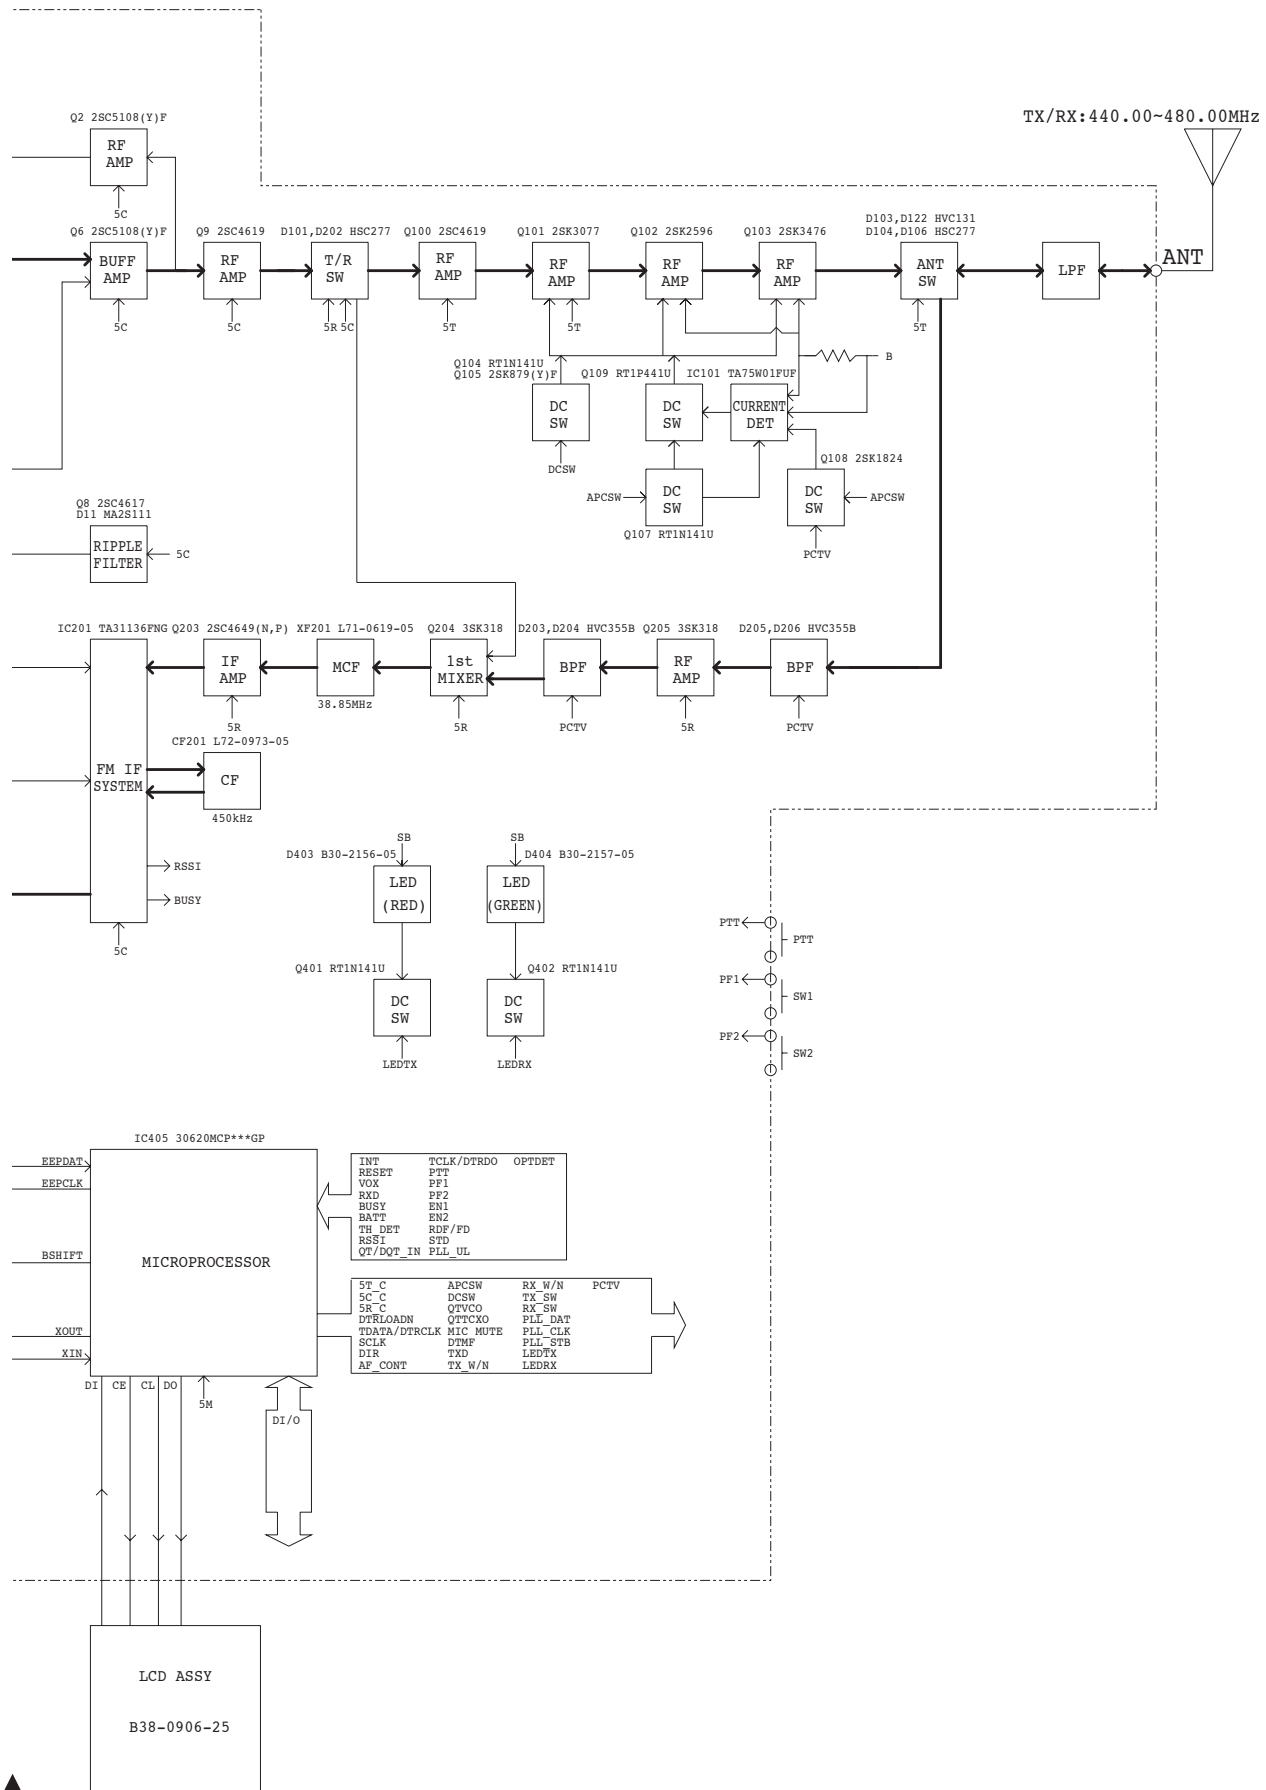 TX/RX:440.00~480.00MHz
Q2 2SC5108(Y)F
RF
AMP
5C
ANT
Q6 2SC5108(Y)F
BUFF
AMP
5C
Q9 2SC4619
RF
AMP
5C
D101,D202 HSC277
T/R
SW
5R 5C
Q100 2SC4619
RF
AMP
5T
Q101 2SK3077
RF
AMP
5T
Q102 2SK2596
RF
AMP
Q103 2SK3476
RF
AMP
D103,D122 HVC131
D104,D106 HSC277
ANT
SW
5T
LPF
B
Q104 RT1N141U
Q105 2SK879(Y)F
DC
SW
DCSW
Q109 RT1P441U
DC
SW
IC101 TA75W01FUF
CURRENT
DET
APCSW
DC
SW
Q107 RT1N141U
Q108 2SK1824
DC
SW
APCSW
PCTV
Q8 2SC4617
D11 MA2S111
RIPPLE
FILTER
5C
IC201 TA31136FNG
FM IF
SYSTEM
5C
Q203 2SC4649(N,P)
IF
AMP
5R
XF201 L71-0619-05
MCF
38.85MHz
Q204 3SK318
1st
MIXER
5R
D203,D204 HVC355B
BPF
PCTV
Q205 3SK318
RF
AMP
5R
D205,D206 HVC355B
BPF
PCTV
CF201 L72-0973-05
CF
450kHz
RSSI
BUSY
SB
D403 B30-2156-05
LED
(RED)
SB
D404 B30-2157-05
LED
(GREEN)
Q401 RT1N141U
DC
SW
LEDTX
Q402 RT1N141U
DC
SW
LEDRX
PTT
PTT
PF1
SW1
PF2
SW2
IC405 30620MCP***GP
MICROPROCESSOR
EEPDAT
EEPCLK
BSHIFT
XOUT
XIN
INT TCLK/DTRDO OPTDET
RESET PTT
VOX PF1
RXD PF2
BUSY EN1
BATT EN2
TH_DET RDF/FD
RSSI STD
QT/DQT_IN PLL_UL
5T_C APCSW RX_W/N PCTV
5C_C DCSW TX_SW
5R_C QTVCO RX_SW
DTRLOADN QTTCXO PLL_DAT
TDATA/DTRCLK MIC MUTE PLL_CLK
SCLK DTMF PLL_STB
DIR TXD LEDTX
AF_CONT TX_W/N LEDRX
DI CE CL DO
5M
DI/O
LCD ASSY
B38-0906-25